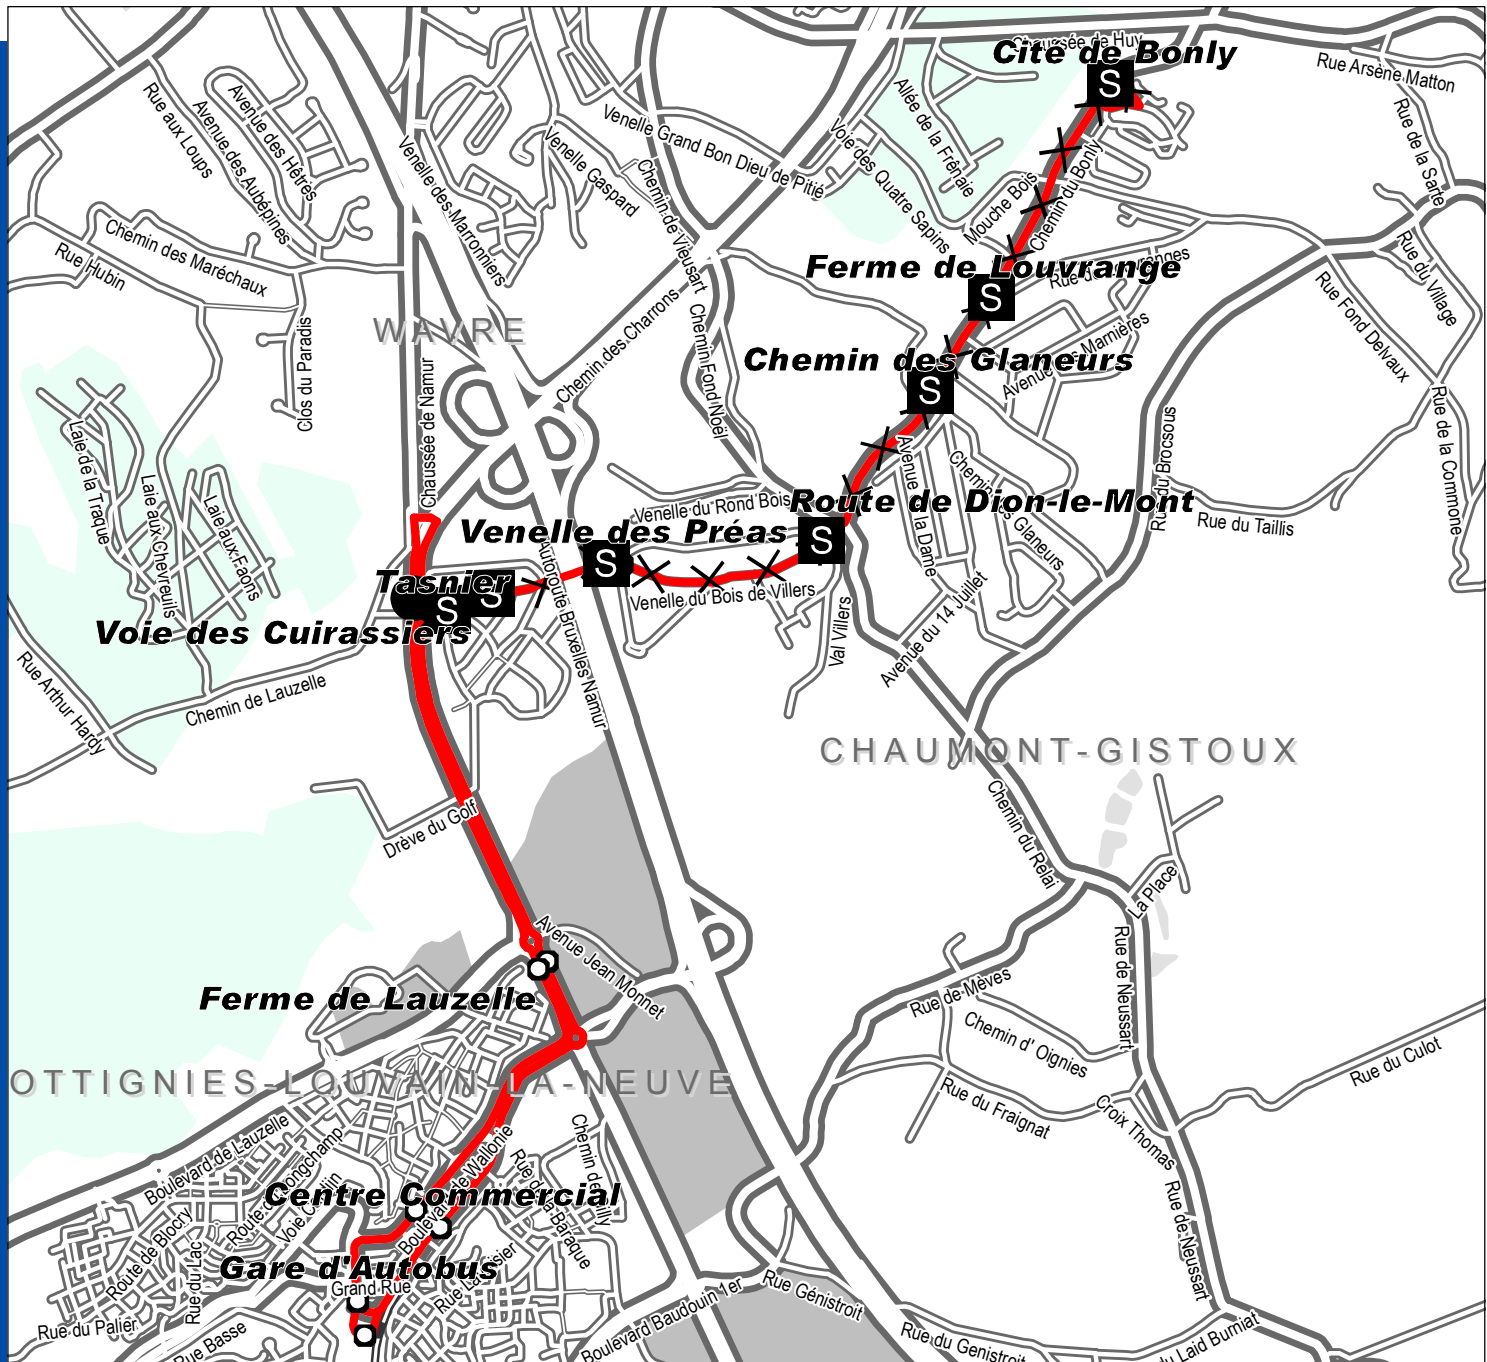 Chaussée de Huy
Cité de Bonly
S
Rue Arsène Matton
Rue aux Loups
Avenue des Aubépines
Avenue des Hétrès
Venelle des Marronniers
Venelle Gaspard
Venelle Grand Bon Dieu de Pitié
Chemin de Vieusart
Voie des Quatre Sapins
Allée de la Frênaie
Mouche Bois
Chemin du Bonly
Rue de la Sarte
Chemin des Maréchaux
Rue Hubin
Rue du Village
Ferme de Louvrange
S
Rue Fond Delvaux
WAVRE
Clos du Paradis
Chaussée de Namur
Chemin des Charrons
Chemin Fond Noël
Chemin des Glaneurs
S
Avenue des Marnières
Rue de la Commone
Laie de la Traque
Laie aux Chevreuils
Laie aux Faons
Rue du Brocsous
Rue du Taillis
Venelle du Rond Bois
Route de Dion-le-Mont
S
Venelle des Préas
S
Chemin des Glaneurs
Avenue de la Dame
Tasnier
S
S
Voie des Cuirassiers
Autoroute Bruxelles Namur
Venelle du Bois de Villers
Val Villers
Avenue du 14 Juillet
Rue Arthur Hardy
Chemin de Lauzelle
CHAUMONT-GISTOUX
Drève du Golf
Chemin du Relai
La Place
Avenue Jean Monnet
Rue de Neussart
Ferme de Lauzelle
Rue de Mèves
Chemin d' Oignies
Rue du Culot
OTTIGNIES-LOUVAIN-LA-NEUVE
Rue du Fraignat
Croix Thomas
Boulevard de Lauzelle
Boulevard de Wallonie
Rue de la Baraque
Centre Commercial
Route de Blocry
Rue du Lac
Rue de Neussart
Gare d'Autobus
Grand Rue
Rue du Palier
Rue Basse
Boulevard Baudouin 1er
Rue Génistroit
Rue du Genistroit
du Laid Burniat